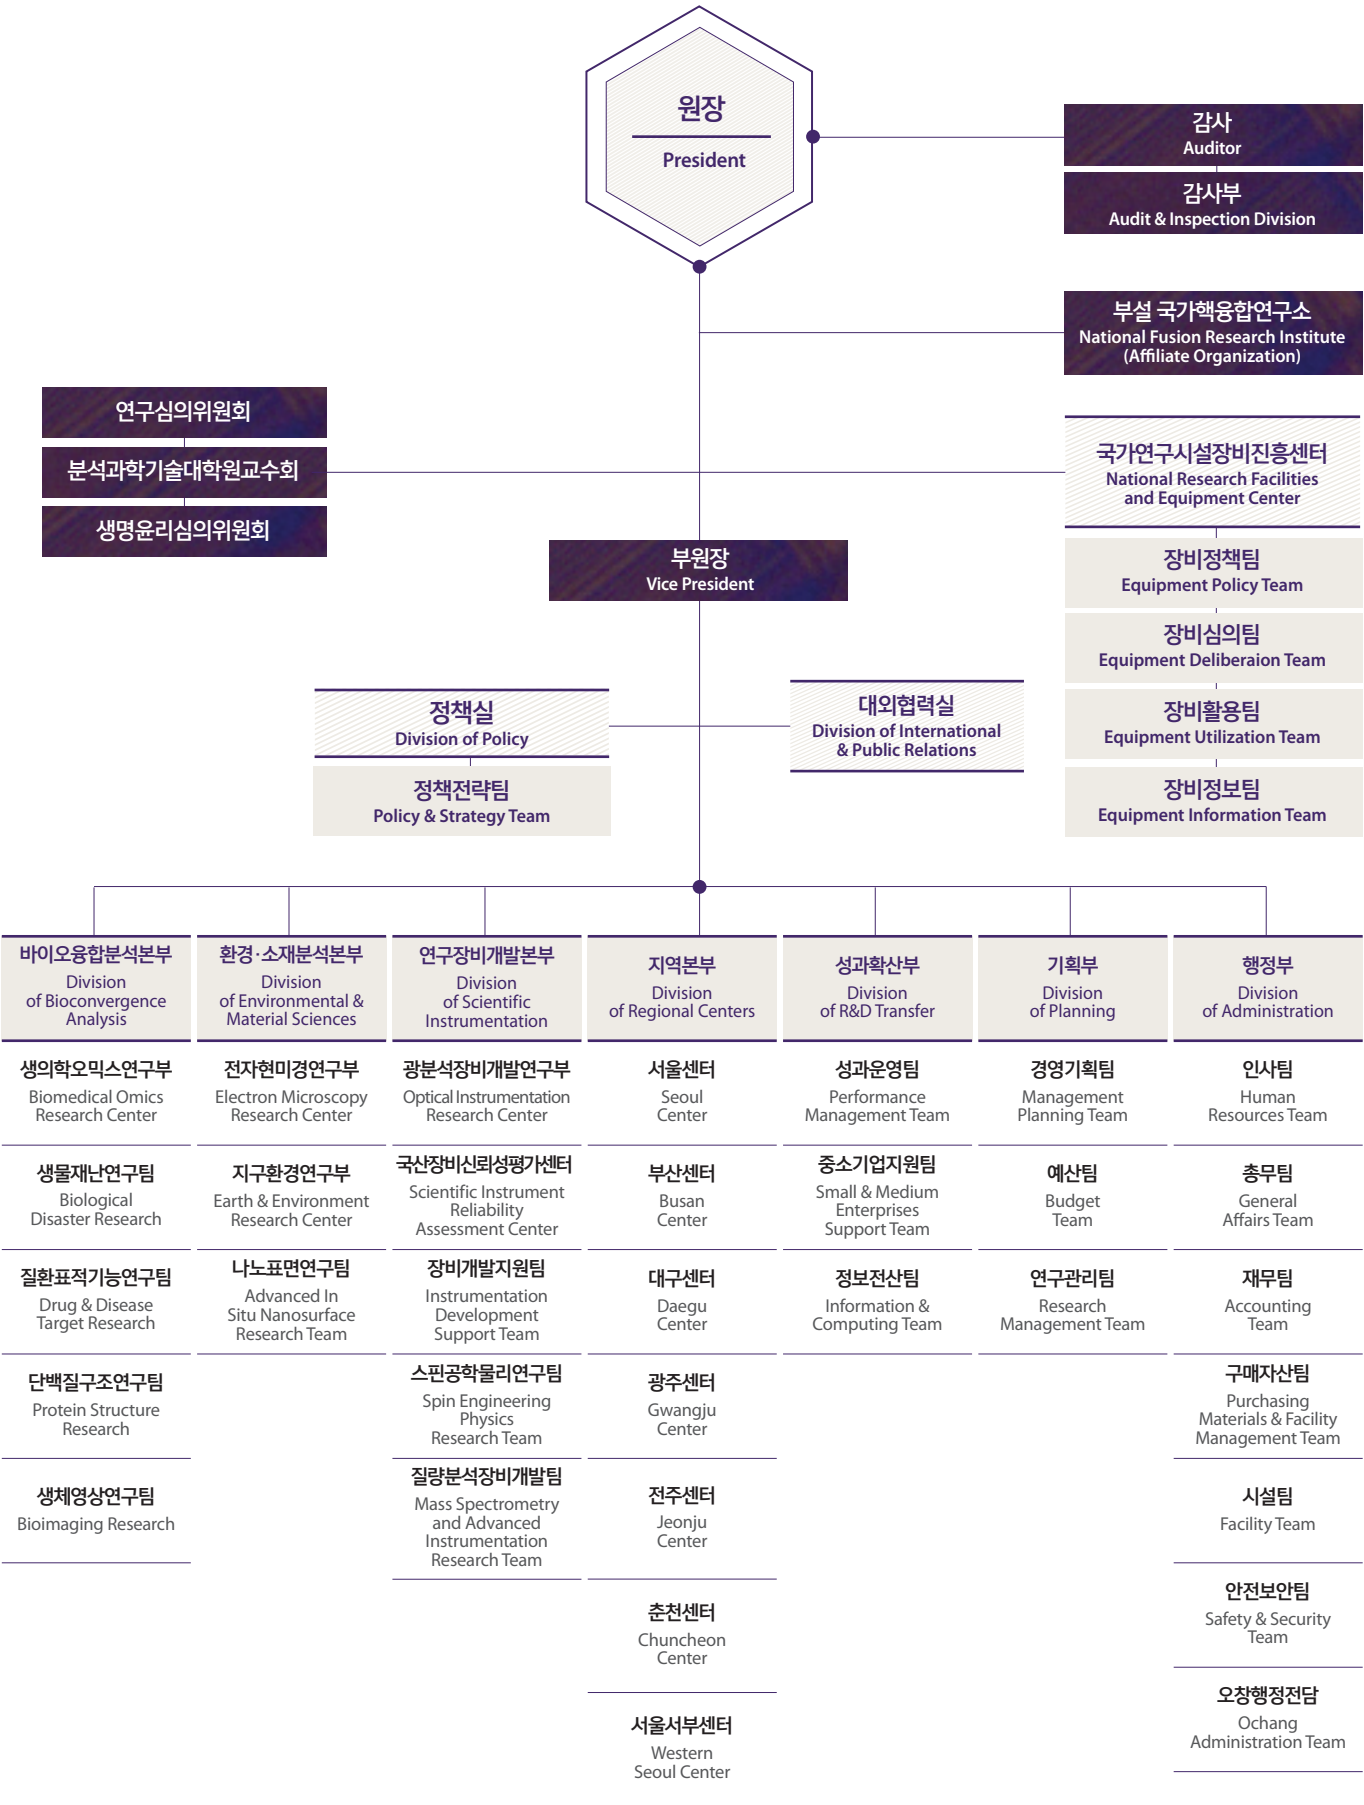 원장
President
감사
Auditor
감사부
Audit & Inspection Division
부설 국가핵융합연구소
National Fusion Research Institute
(Affiliate Organization)
연구심의위원회
분석과학기술대학원교수회
생명윤리심의위원회
국가연구시설장비진흥센터
National Research Facilities
and Equipment Center
장비정책팀
Equipment Policy Team
장비심의팀
Equipment Deliberaion Team
장비활용팀
Equipment Utilization Team
장비정보팀
Equipment Information Team
부원장
Vice President
정책실
Division of Policy
정책전략팀
Policy & Strategy Team
대외협력실
Division of International
& Public Relations
바이오융합분석본부
Division
of Bioconvergence
Analysis
생의학오믹스연구부
Biomedical Omics
Research Center
생물재난연구팀
Biological
Disaster Research
질환표적기능연구팀
Drug & Disease
Target Research
단백질구조연구팀
Protein Structure
Research
생체영상연구팀
Bioimaging Research
환경·소재분석본부
Division
of Environmental &
Material Sciences
전자현미경연구부
Electron Microscopy
Research Center
지구환경연구부
Earth & Environment
Research Center
나노표면연구팀
Advanced In
Situ Nanosurface
Research Team
연구장비개발본부
Division
of Scientific
Instrumentation
광분석장비개발연구부
Optical Instrumentation
Research Center
국산장비신뢰성평가센터
Scientific Instrument
Reliability
Assessment Center
장비개발지원팀
Instrumentation
Development
Support Team
스핀공학물리연구팀
Spin Engineering
Physics
Research Team
질량분석장비개발팀
Mass Spectrometry
and Advanced
Instrumentation
Research Team
지역본부
Division
of Regional Centers
서울센터
Seoul
Center
부산센터
Busan
Center
대구센터
Daegu
Center
광주센터
Gwangju
Center
전주센터
Jeonju
Center
춘천센터
Chuncheon
Center
서울서부센터
Western
Seoul Center
성과확산부
Division
of R&D Transfer
성과운영팀
Performance
Management Team
중소기업지원팀
Small & Medium
Enterprises
Support Team
정보전산팀
Information &
Computing Team
기획부
Division
of Planning
경영기획팀
Management
Planning Team
예산팀
Budget
Team
연구관리팀
Research
Management Team
행정부
Division
of Administration
인사팀
Human
Resources Team
총무팀
General
Affairs Team
재무팀
Accounting
Team
구매자산팀
Purchasing
Materials & Facility
Management Team
시설팀
Facility Team
안전보안팀
Safety & Security
Team
오창행정전담
Ochang
Administration Team